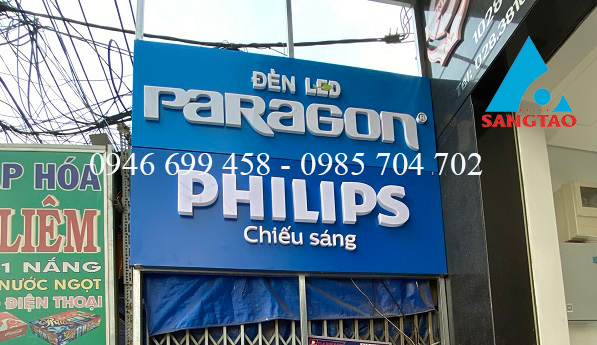 ĐÈN LED
PARAGON®
0946 699 458 - 0985 704 702
PHILIPS
Chiếu sáng
SANGTAO
P HÓA
LIÊM
1 NẮNG
NƯỚC NGỌT
ĐIỆN THOẠI
1028